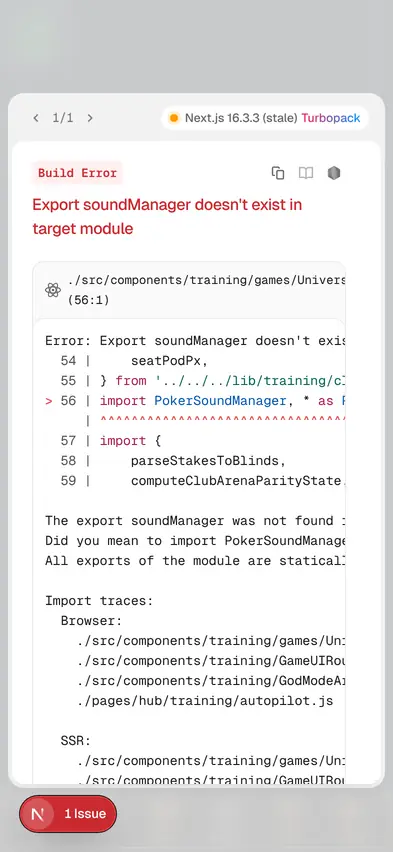 1/1
Next.js 16.3.3 (stale) Turbopack
Build Error
Export soundManager doesn't exist in
target module
./src/components/training/games/Univers
(56:1)
Error: Export soundManager doesn't exis
54 | seatPodPx,
55 | } from '../../../lib/training/cl
> 56 | import PokerSoundManager, * as
| ^^^^^^^^^^^^^^^^^^^^^^^^^^^^^^^^
57 | import {
58 | parseStakesToBlinds,
59 | computeClubArenaParityState
The export soundManager was not found
Did you mean to import PokerSoundManage
All exports of the module are staticall
Import traces:
Browser:
./src/components/training/games/Uni
./src/components/training/GameUIRou
./src/components/training/GodModeAr
./pages/hub/training/autopilot.js
SSR:
./src/components/training/games/Uni
./src/components/training/GameUIRou
N 1 Issue